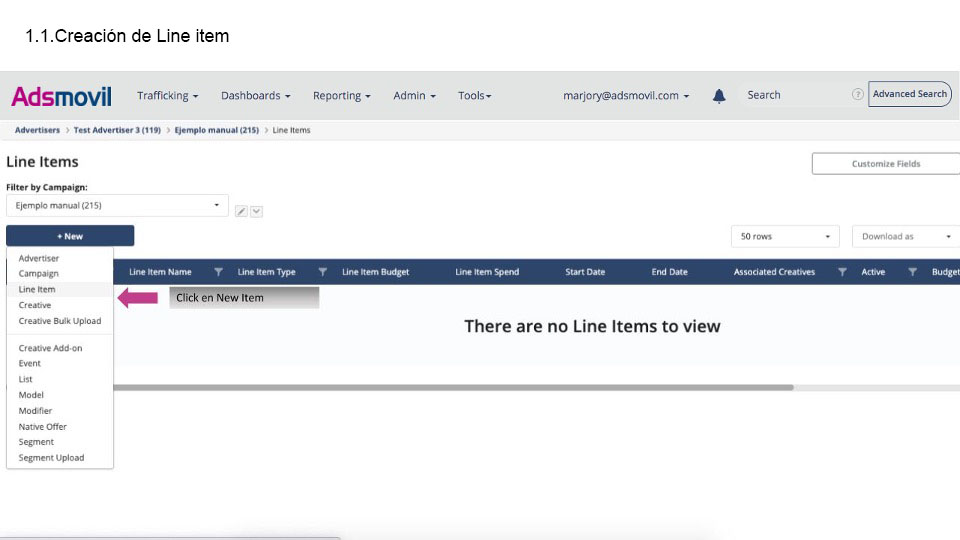 1.1.Creación de Line item
Adsmovil Trafficking Dashboards Reporting Admin Tools marjory@adsmovil.com Search ? Advanced Search
Advertisers > Test Advertiser 3 (119) > Ejemplo manual (215) > Line Items
Line Items
Customize Fields
Filter by Campaign:
Ejemplo manual (215)
+ New
50 rows
Download as
Line Item Name Line Item Type Line Item Budget Line Item Spend Start Date End Date Associated Creatives Active Budget
Advertiser
Campaign
Line Item
Creative
Creative Bulk Upload
Creative Add-on
Event
List
Model
Modifier
Native Offer
Segment
Segment Upload
Click en New Item
There are no Line Items to view